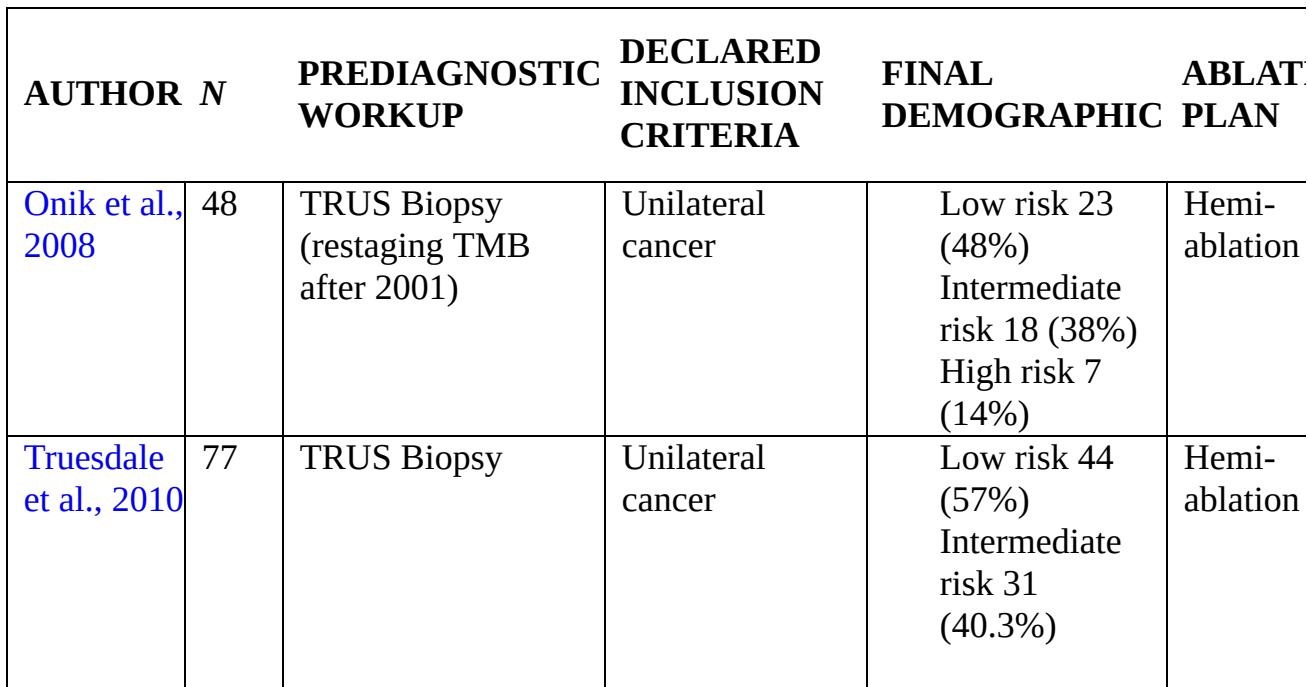 AUTHOR N PREDIAGNOSTIC WORKUP DECLARED INCLUSION CRITERIA FINAL DEMOGRAPHIC ABLATI PLAN
Onik et al., 2008
48
TRUS Biopsy
(restaging TMB
after 2001)
Unilateral
cancer
Low risk 23
(48%)
Intermediate
risk 18 (38%)
High risk 7
(14%)
Hemi-
ablation
Truesdale
et al., 2010
77
TRUS Biopsy
Unilateral
cancer
Low risk 44
(57%)
Intermediate
risk 31
(40.3%)
Hemi-
ablation